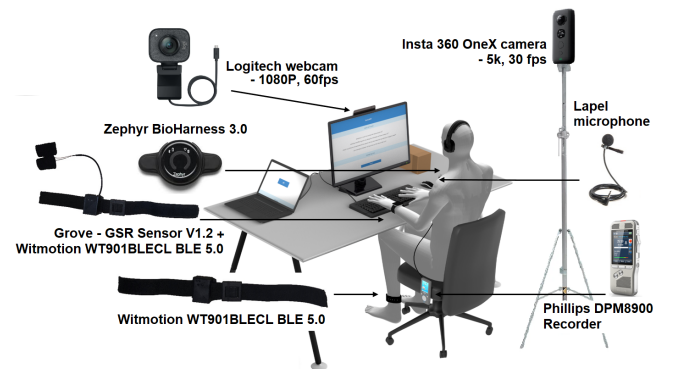 Logitech webcam
- 1080P, 60fps
Insta 360 OneX camera
- 5k, 30 fps
Lapel
microphone
Zephyr BioHarness 3.0
Zephyr
Grove - GSR Sensor V1.2 +
Witmotion WT901BLECL BLE 5.0
Witmotion WT901BLECL BLE 5.0
Phillips DPM8900
Recorder